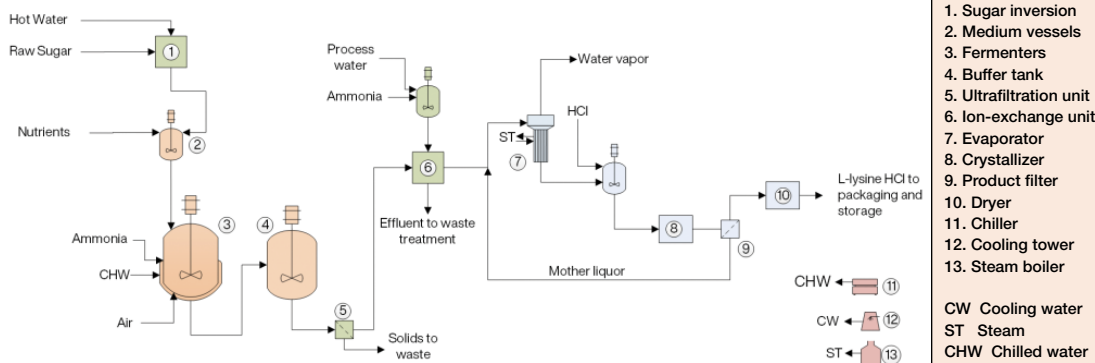 Hot Water
Raw Sugar
1
Nutrients
2
3
Ammonia
CHW
Air
4
5
Solids to
waste
Process
water
Ammonia
6
Effluent to waste
treatment
Water vapor
ST
7
HCl
8
9
Mother liquor
10
L-lysine HCl to
packaging and
storage
CHW
11
CW
12
ST
13
1. Sugar inversion
2. Medium vessels
3. Fermenters
4. Buffer tank
5. Ultrafiltration unit
6. Ion-exchange unit
7. Evaporator
8. Crystallizer
9. Product filter
10. Dryer
11. Chiller
12. Cooling tower
13. Steam boiler
CW Cooling water
ST Steam
CHW Chilled water